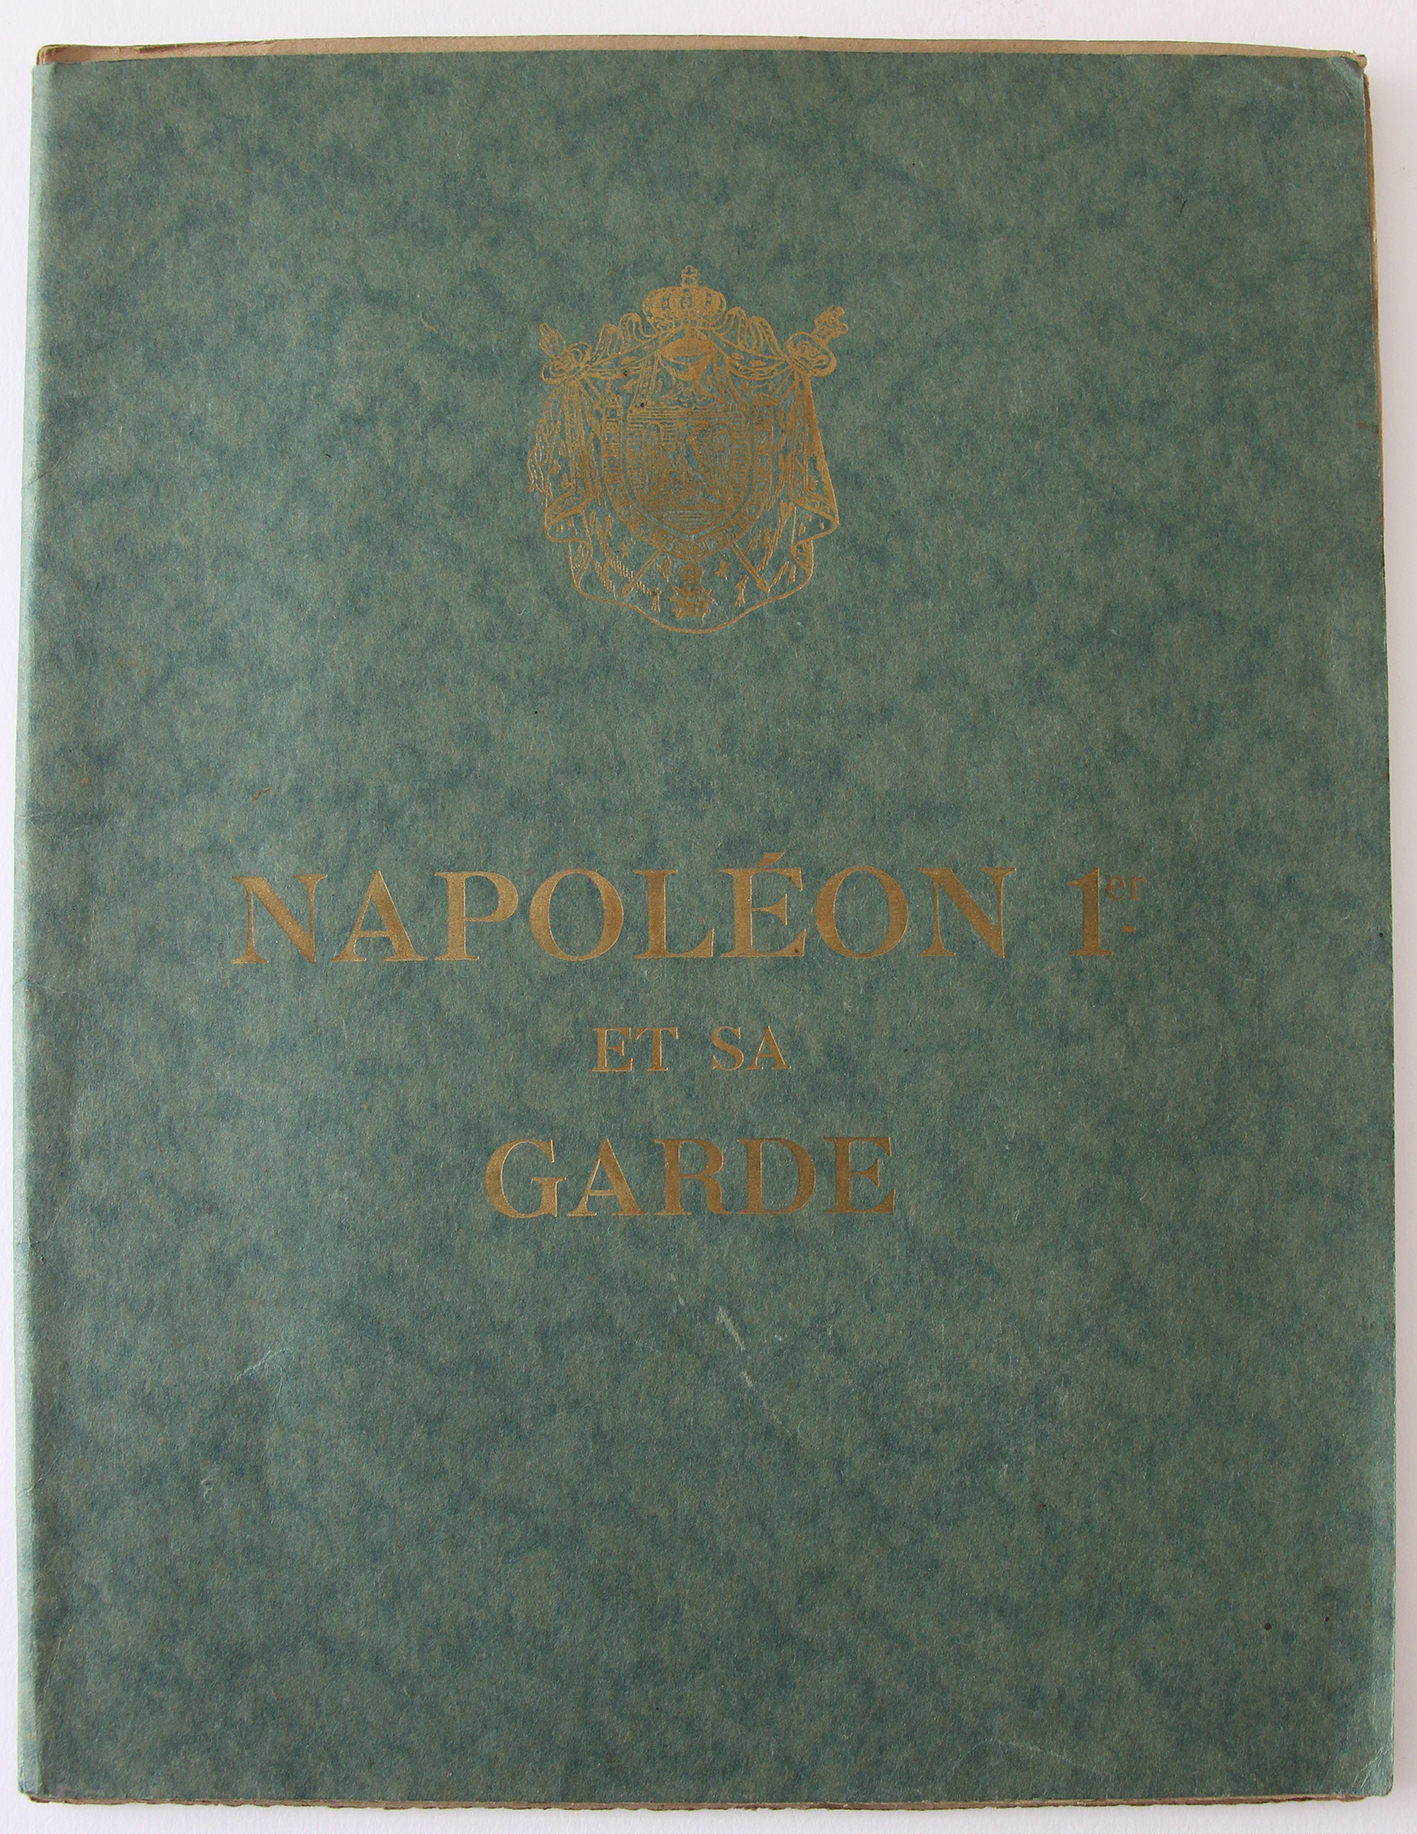 NAPOLÉON 1er
ET SA
GARDE